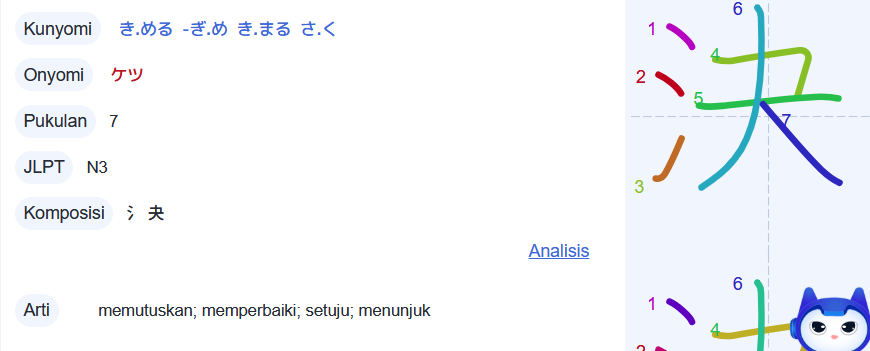 Kunyomi き.める -ぎ.め き.まる さ.く
Onyomi ケツ
Pukulan 7
JLPT N3
Komposisi 氵 夬
Analisis
Arti memutuskan; memperbaiki; setuju; menunjuk
6
1
4
2
5
7
3
6
1
4
2